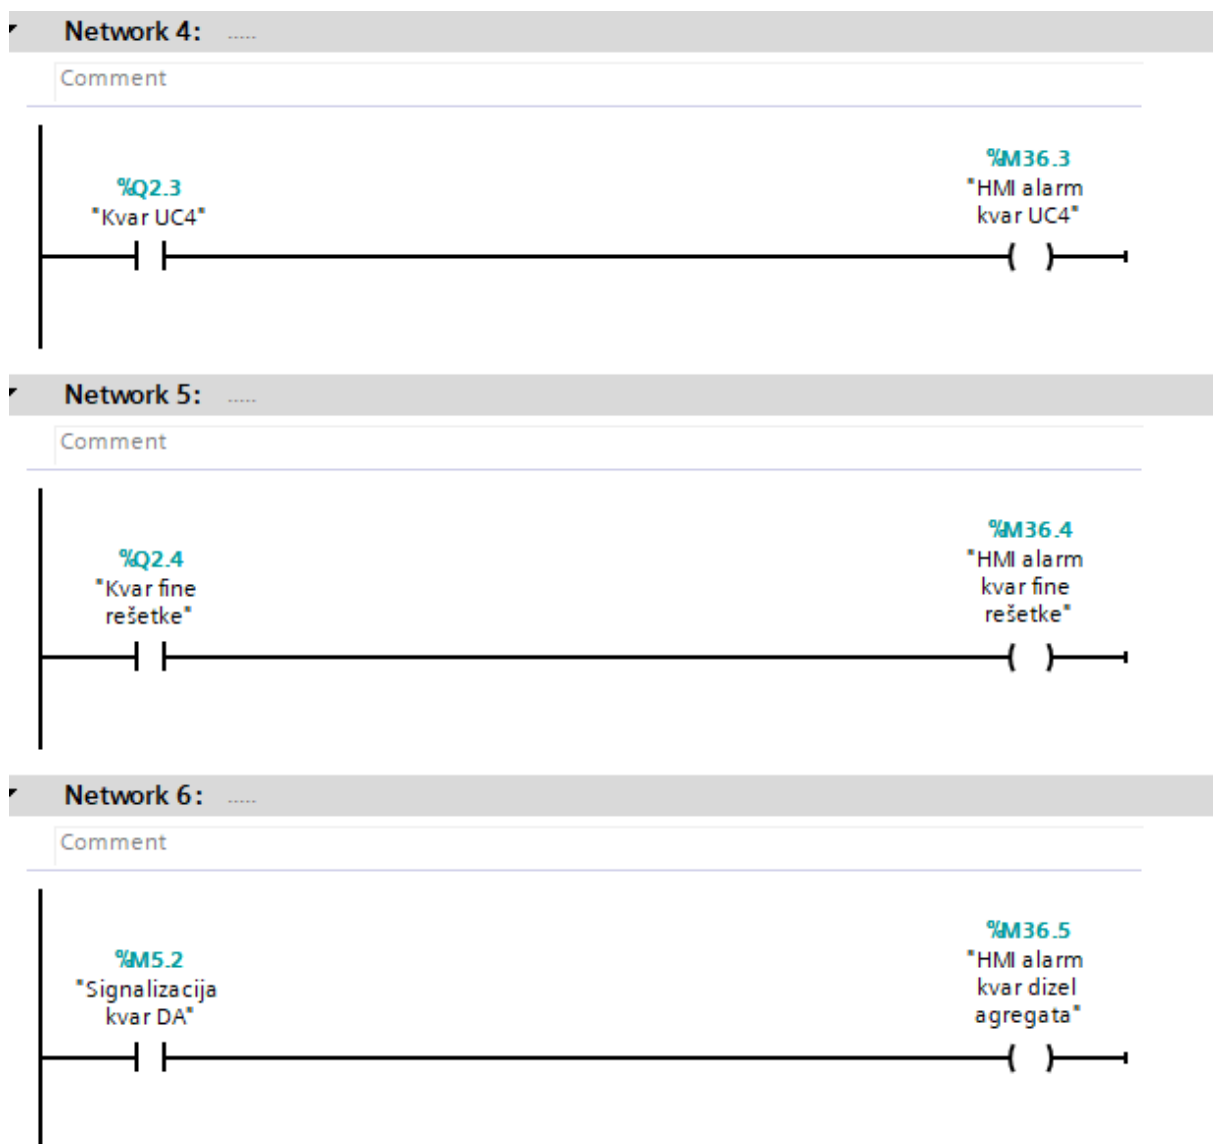 Network 4: .....
Comment
%M36.3
%Q2.3
"HMI alarm
"Kvar UC4"
kvar UC4"
Network 5: .....
Comment
%M36.4
%Q2.4
"HMI alarm
"Kvar fine
kvar fine
rešetke"
rešetke"
Network 6: .....
Comment
%M36.5
%M5.2
"HMI alarm
"Signalizacija
kvar dizel
kvar DA"
agregata"